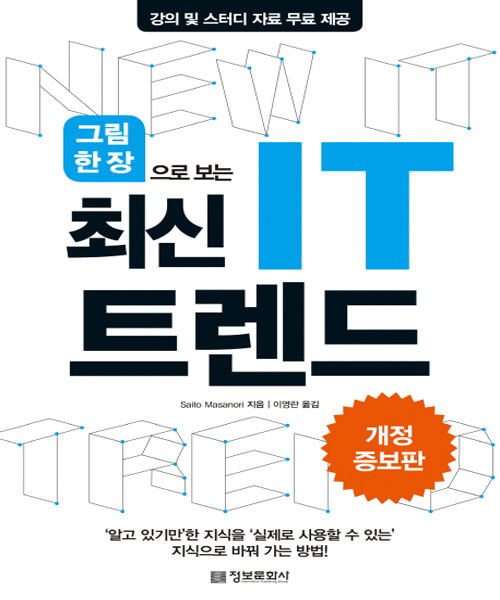 강의 및 스터디 자료 무료 제공
NEW IT
그림
한 장
으로 보는
최신 IT
트렌드
Saito Masanori 지음 | 이영란 옮김
개정
증보판
TREND
‘알고 있기만’한 지식을 ‘실제로 사용할 수 있는’
지식으로 바꿔 가는 방법!
정보문화사